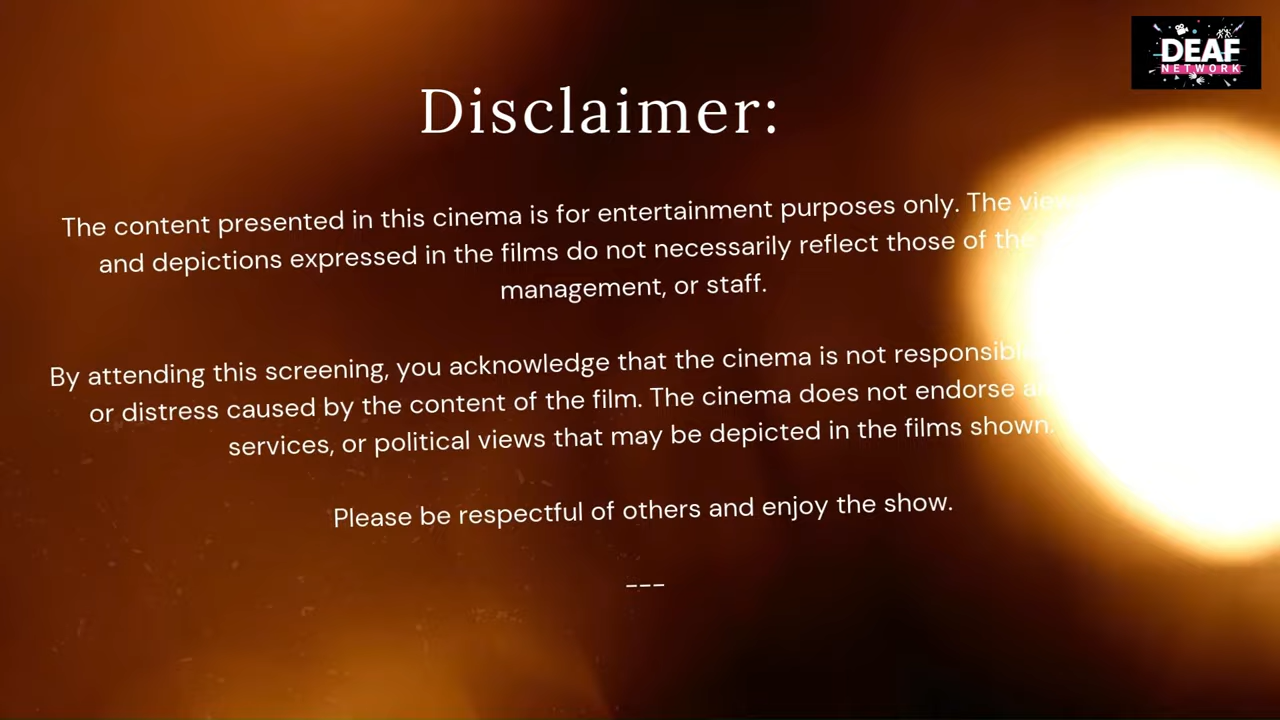 DEAF
NETWORK
Disclaimer:
The content presented in this cinema is for entertainment purposes only. The
and depictions expressed in the films do not necessarily reflect those of the
management, or staff.
By attending this screening, you acknowledge that the cinema is not
or distress caused by the content of the film. The cinema does not endorse
services, or political views that may be depicted in the films shown.
Please be respectful of others and enjoy the show.
---